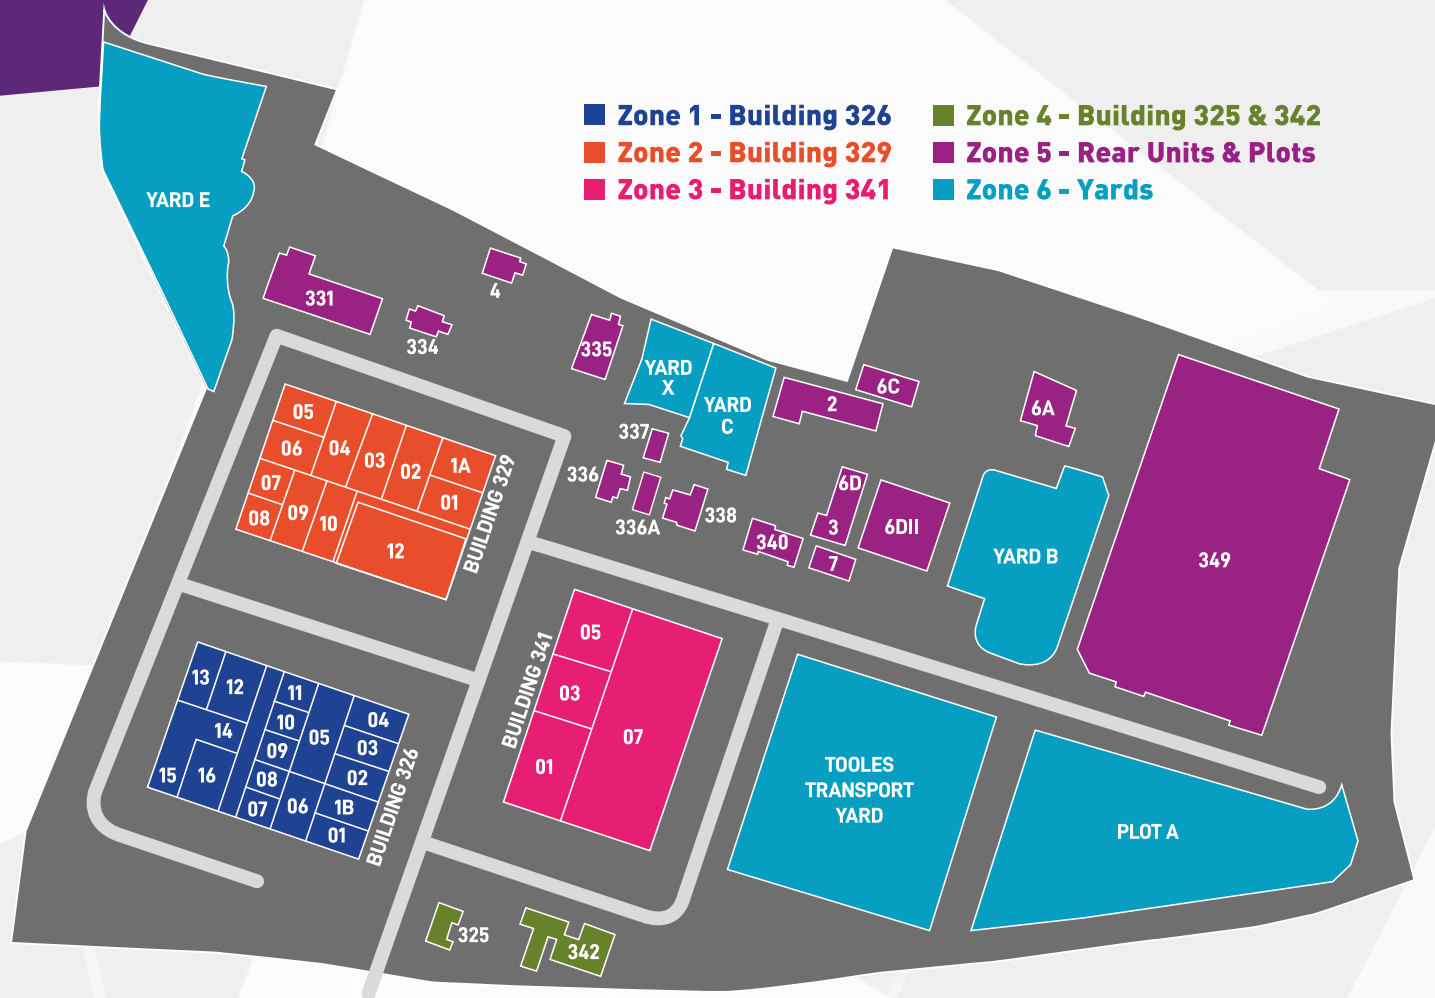 Zone 1 - Building 326
Zone 2 - Building 329
Zone 3 - Building 341
Zone 4 - Building 325 & 342
Zone 5 - Rear Units & Plots
Zone 6 - Yards
YARD E
331
4
334
335
YARD
X
YARD
C
2
6C
6A
337
336
336A
338
340
6D
3
7
6DII
YARD B
349
05
06
04
03
02
1A
01
07
08
09
10
12
BUILDING 329
13
12
14
15
16
11
10
09
08
07
05
06
04
03
02
1B
01
BUILDING 326
BUILDING 341
05
03
01
07
TOOLES
TRANSPORT
YARD
PLOT A
325
342